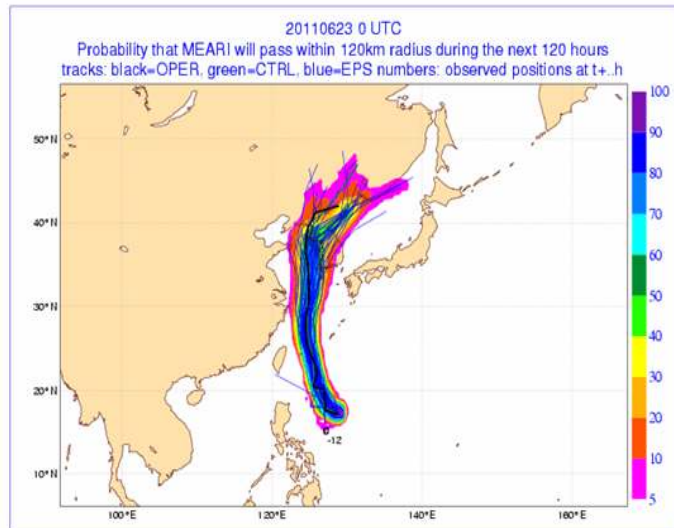 20110623 0 UTC
Probability that MEARI will pass within 120km radius during the next 120 hours
tracks: black=OPER, green=CTRL, blue=EPS numbers: observed positions at t+..h
100
50°N
90
80
40°N
70
60
30°N
50
40
20°N
30
20
-12
10°N
10
5
100°E
120°E
140°E
160°E